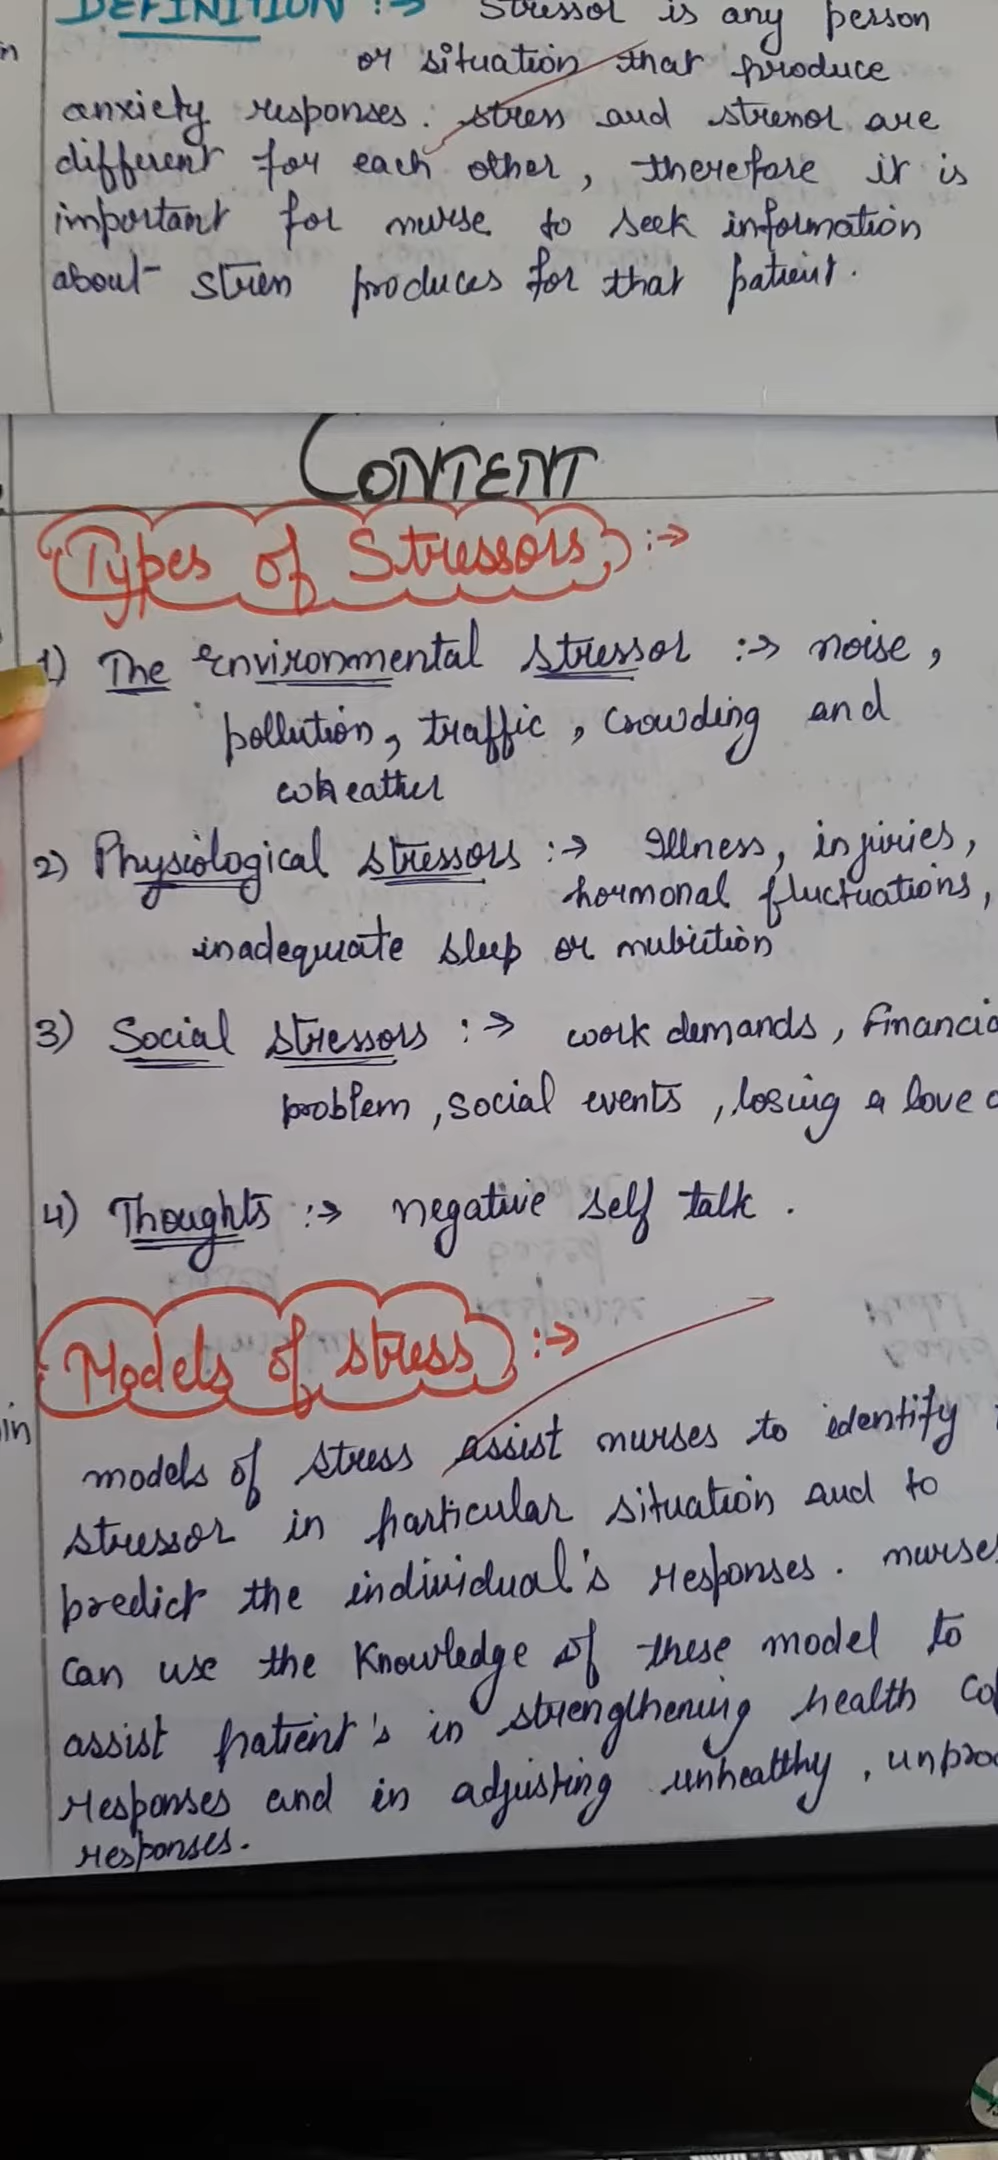 DEFINITION :→ Stressor is any person
or situation that produce
anxiety responses. stress and stressor are
different for each other, therefore it is
important for nurse to seek information
about stress produces for that patient.
CONTENT
Types of Stressors :→
1) The Environmental stressor :→ noise,
pollution, traffic, crowding and
wheather
2) Physiological stressors :→ Illness, injuries,
hormonal fluctuations,
inadequate sleep or nutrition
3) Social stressors :→ work demands, Financia
problem, social events, losing a love o
4) Thoughts :→ negative self talk.
Models of stress :→
in
models of stress assist nurses to identify
stressor in particular situation and to
predict the individual's responses. nurses
can use the knowledge of these model to
assist patient's in strengthening health co
responses and in adjusting unhealthy, unpro
responses.